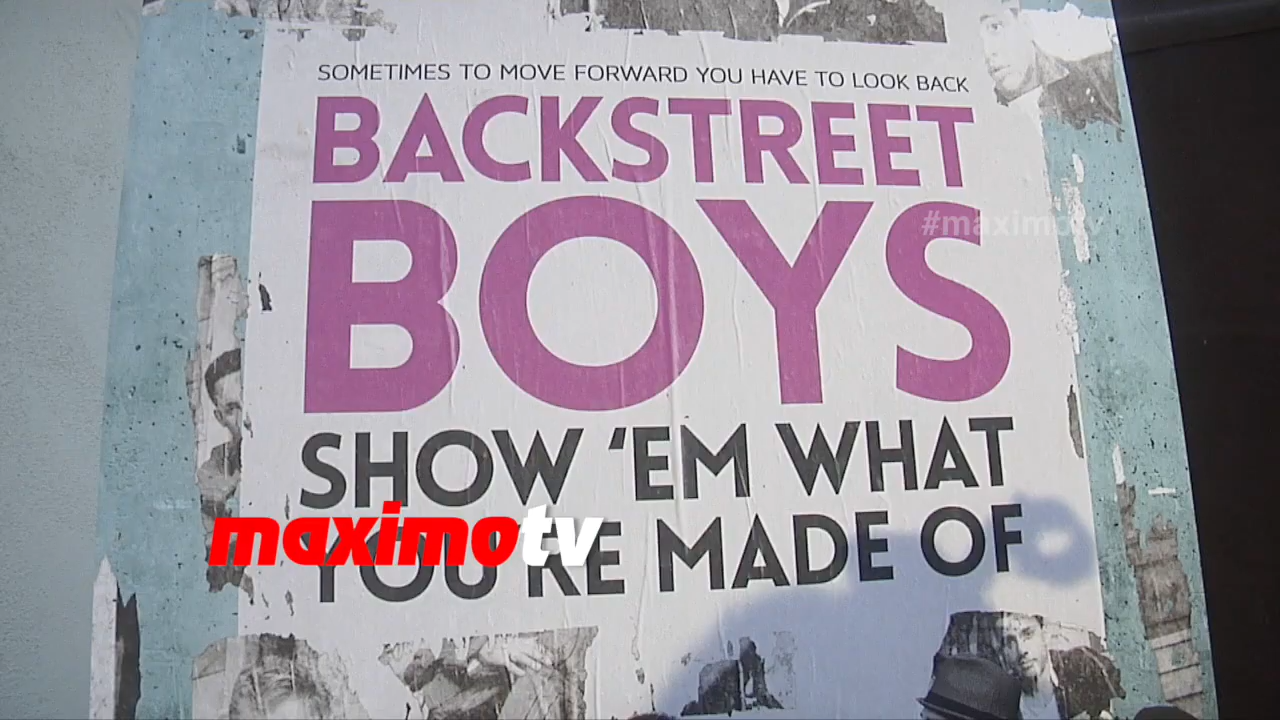 SOMETIMES TO MOVE FORWARD YOU HAVE TO LOOK BACK
BACKSTREET
BOYS
#maximotv
SHOW 'EM WHAT
YOU'RE MADE OF
maximotv